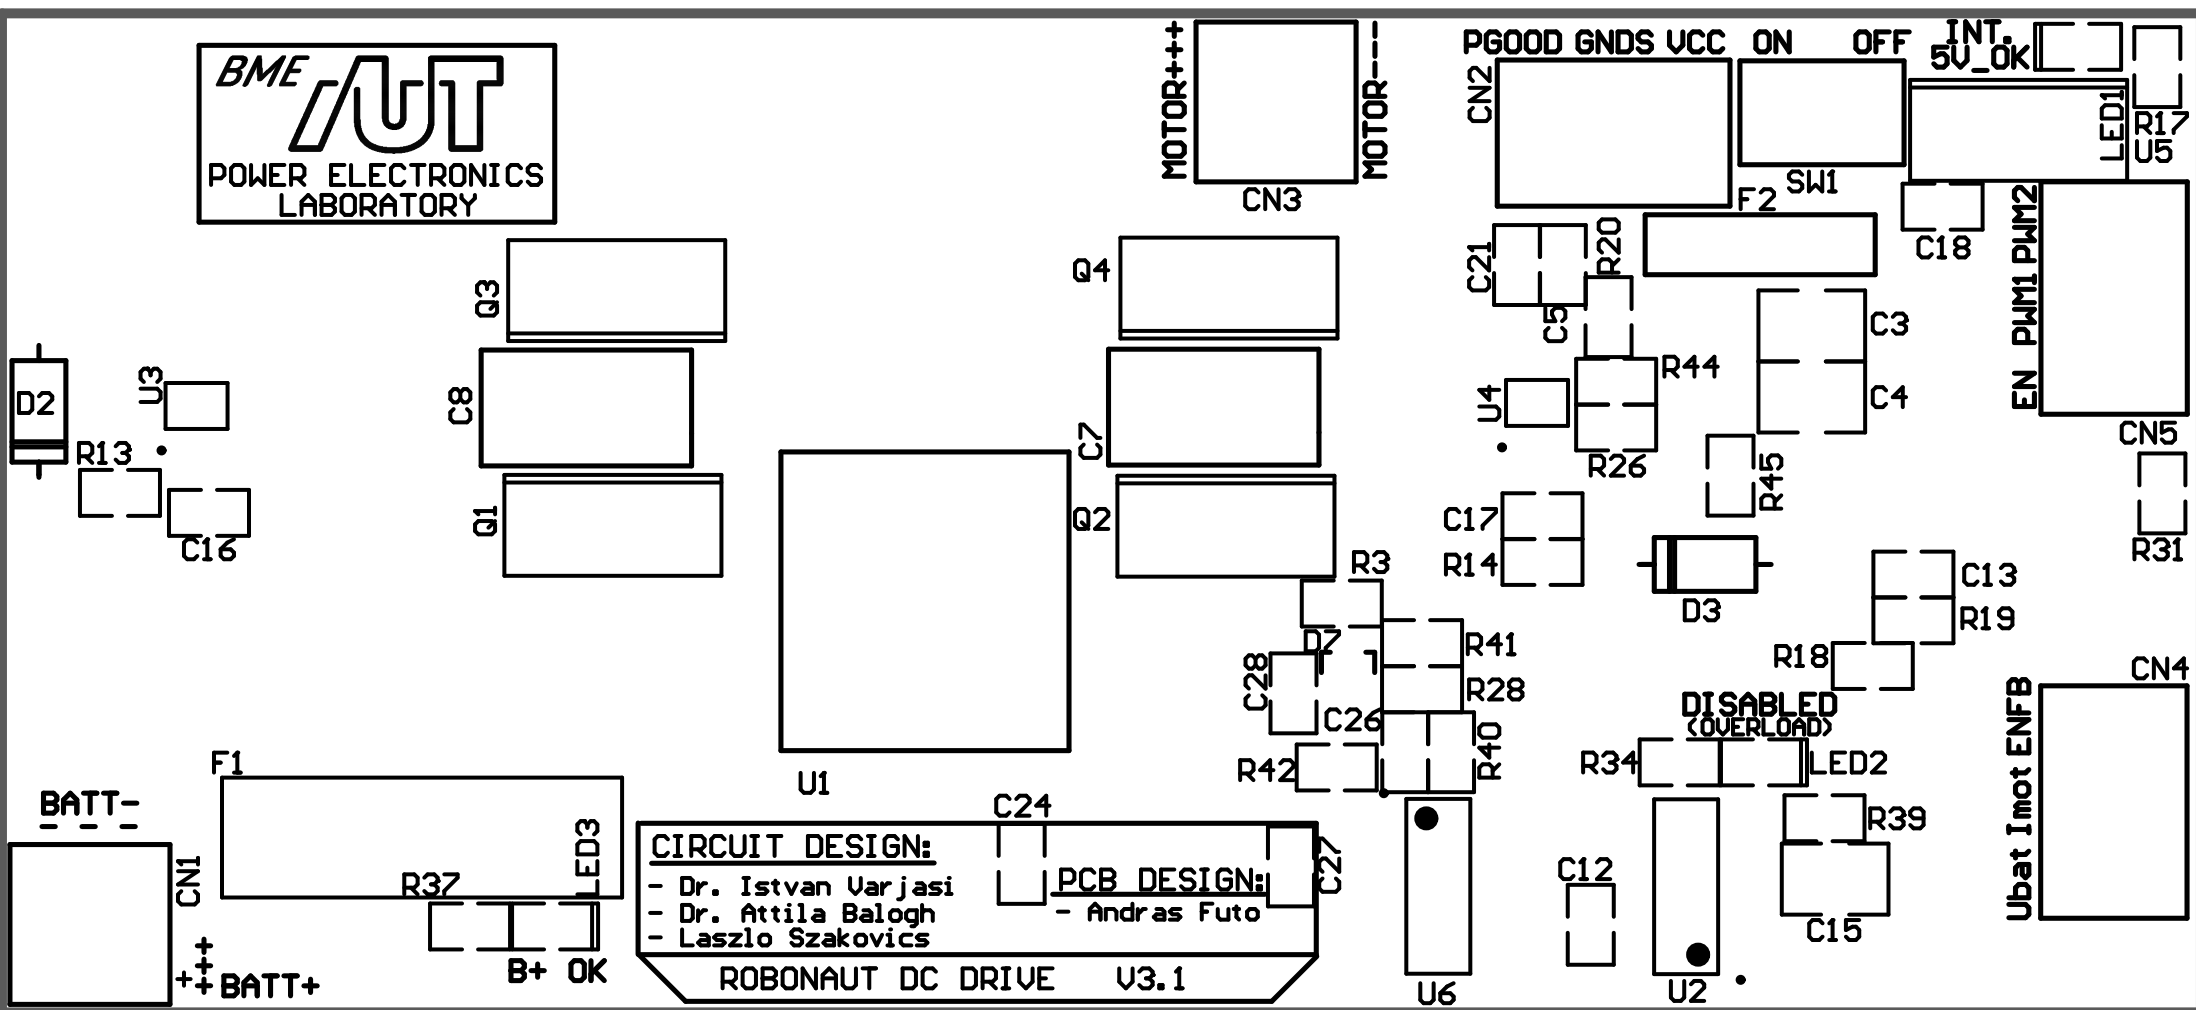 BME IUT
POWER ELECTRONICS
LABORATORY
MOTOR+++
MOTOR---
CN3
PGOOD GNDS VCC
ON OFF
INT.
5V_OK
CN2
SW1
F2
LED1
R17
U5
C18
EN PWM1 PWM2
CN5
Q3
Q4
C21
R20
C5
C3
C4
R44
U4
R26
R45
D2
U3
R13
C16
C8
C7
Q1
Q2
C17
R14
R3
D3
R31
C13
R19
R18
D7
R41
R28
C28
C26
R40
R42
DISABLED
(OVERLOAD)
R34
LED2
R39
C15
C12
CN4
Ubat Imot ENFB
F1
U1
C24
BATT-
- - -
CN1
R37
LED3
+++
+
BATT+
B+ OK
CIRCUIT DESIGN:
- Dr. Istvan Varjasi
- Dr. Attila Balogh
- Laszlo Szakovics
PCB DESIGN:
- Andras Futo
C27
ROBONAUT DC DRIVE V3.1
U6
U2